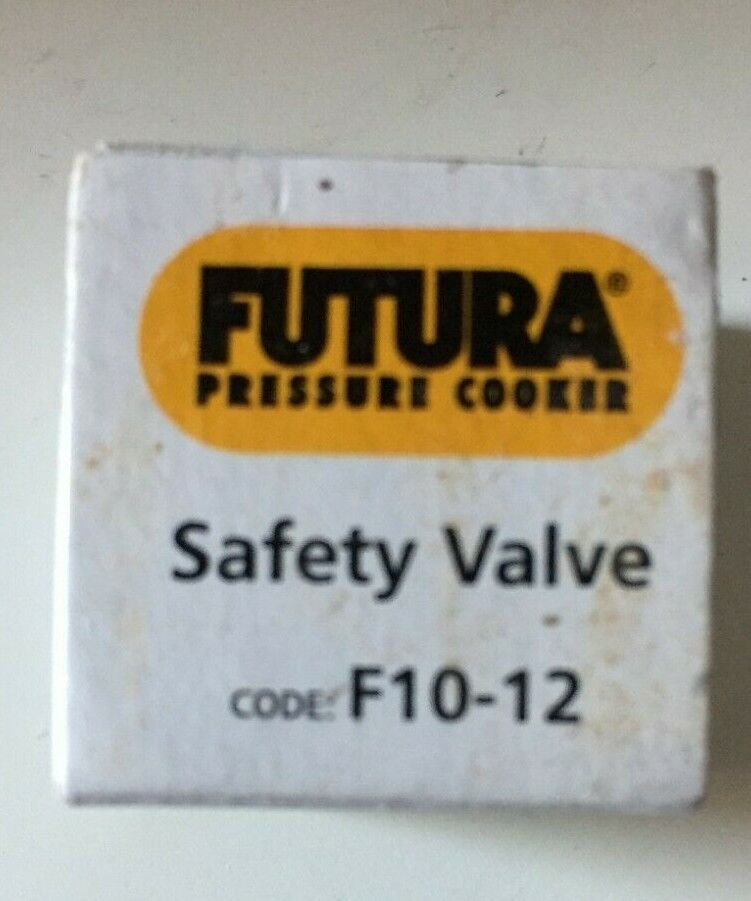 FUTURA®
PRESSURE COOKER
Safety Valve
CODE: F10-12